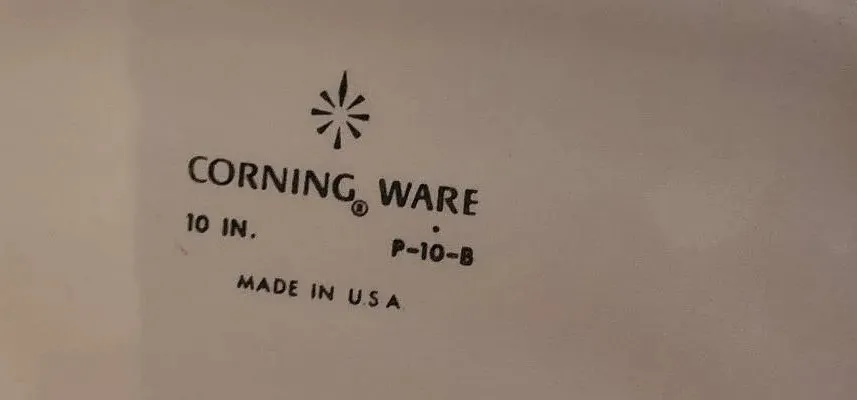 CORNING® WARE
10 IN. P-10-B
MADE IN U.S.A.